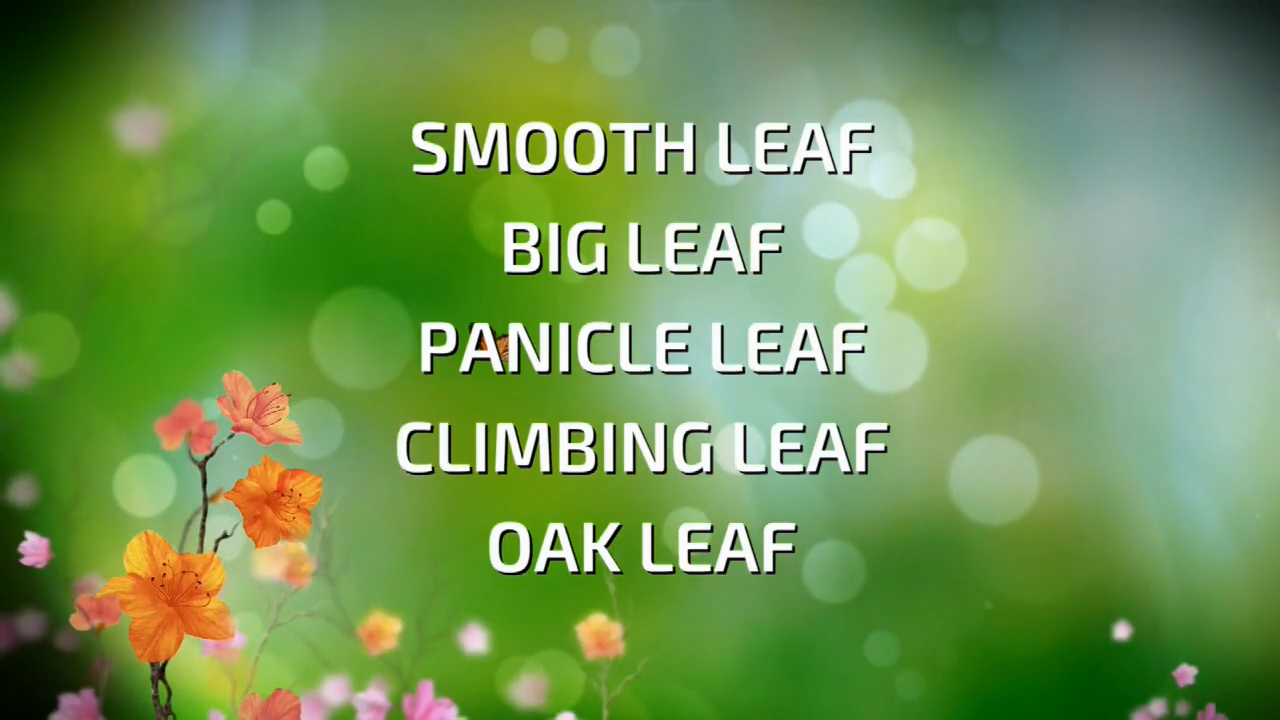 SMOOTH LEAF
BIG LEAF
PANICLE LEAF
CLIMBING LEAF
OAK LEAF